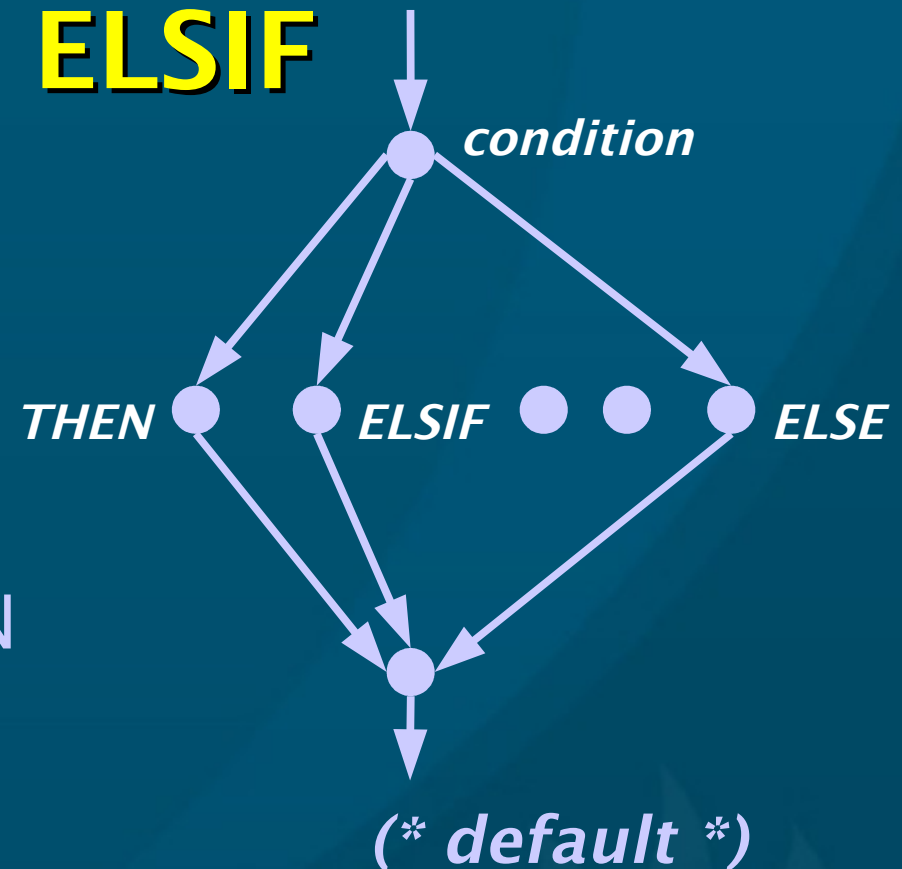 ELSIF
condition
THEN ELSIF ELSE
N
(* default *)